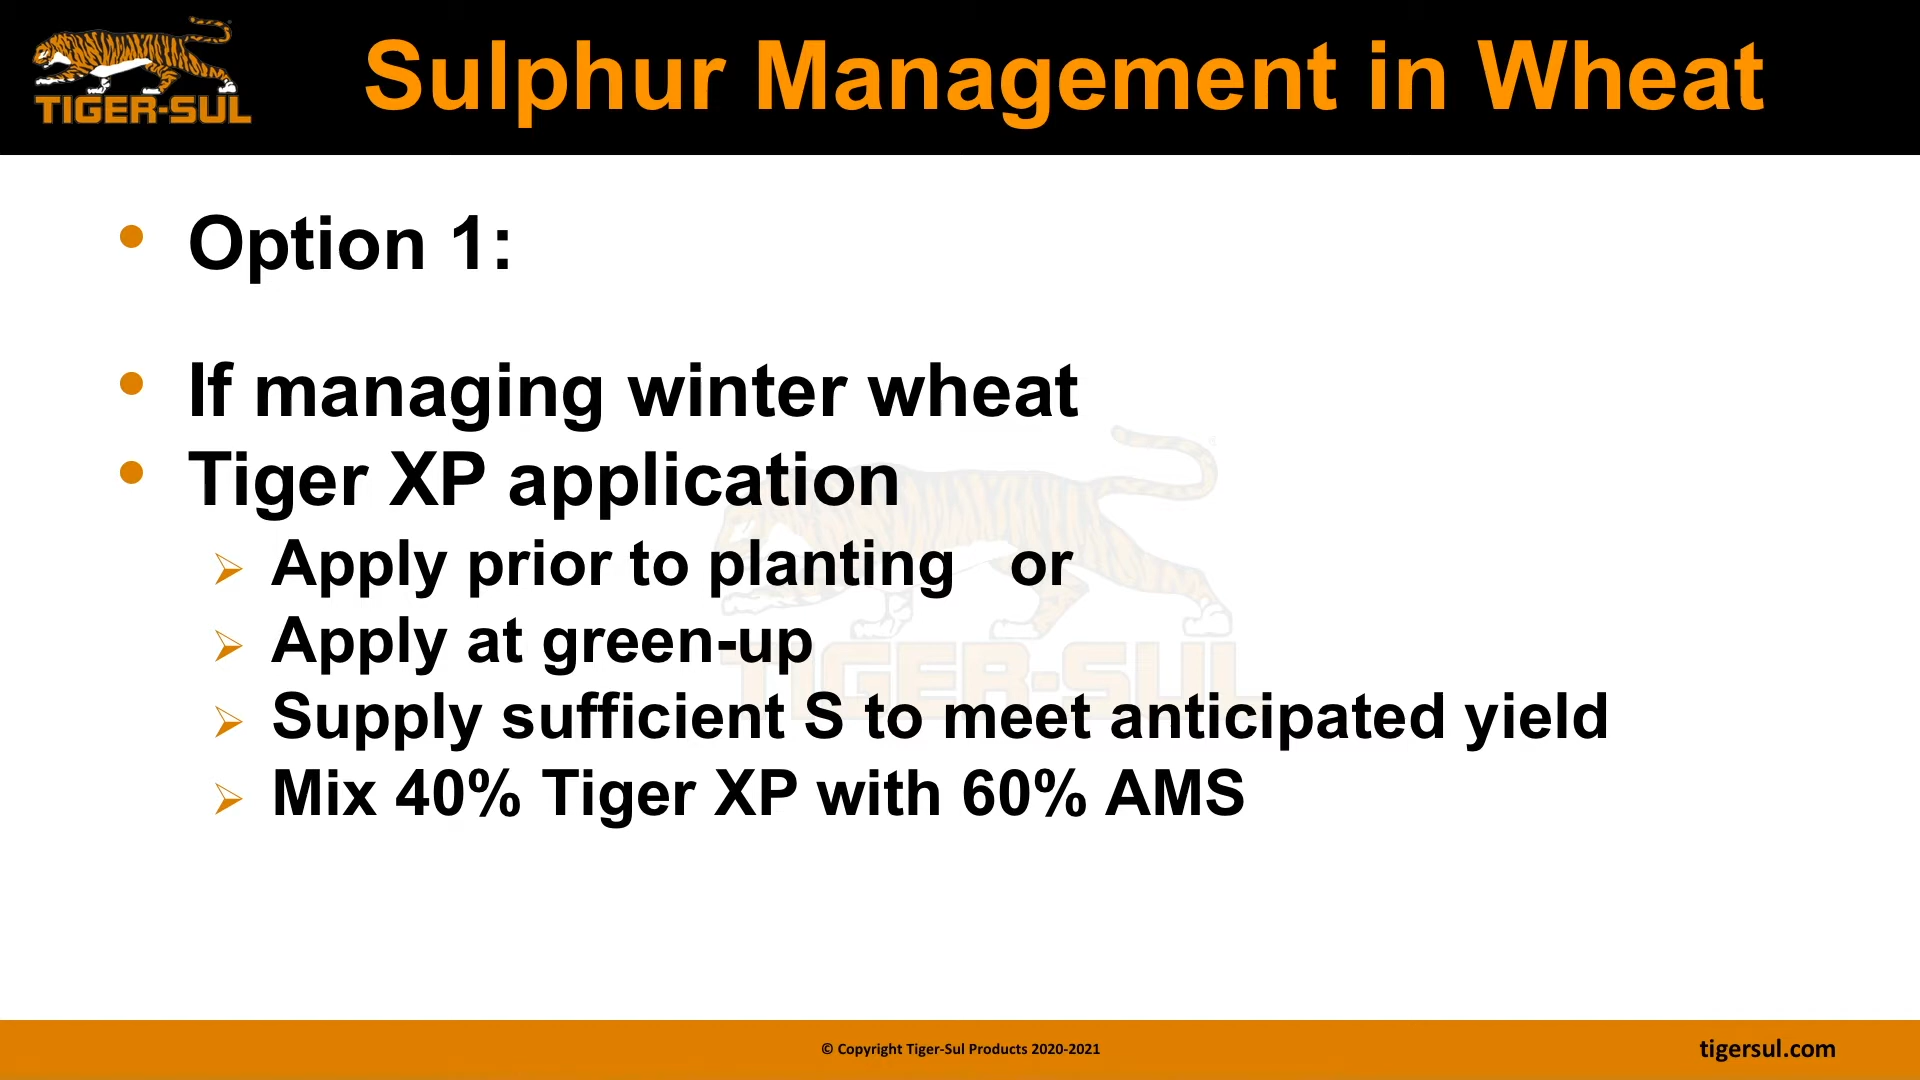 TIGER-SUL
Sulphur Management in Wheat
• Option 1:
• If managing winter wheat
• Tiger XP application
➢ Apply prior to planting or
➢ Apply at green-up
➢ Supply sufficient S to meet anticipated yield
➢ Mix 40% Tiger XP with 60% AMS
TIGER-SUL
© Copyright Tiger-Sul Products 2020-2021
tigersul.com